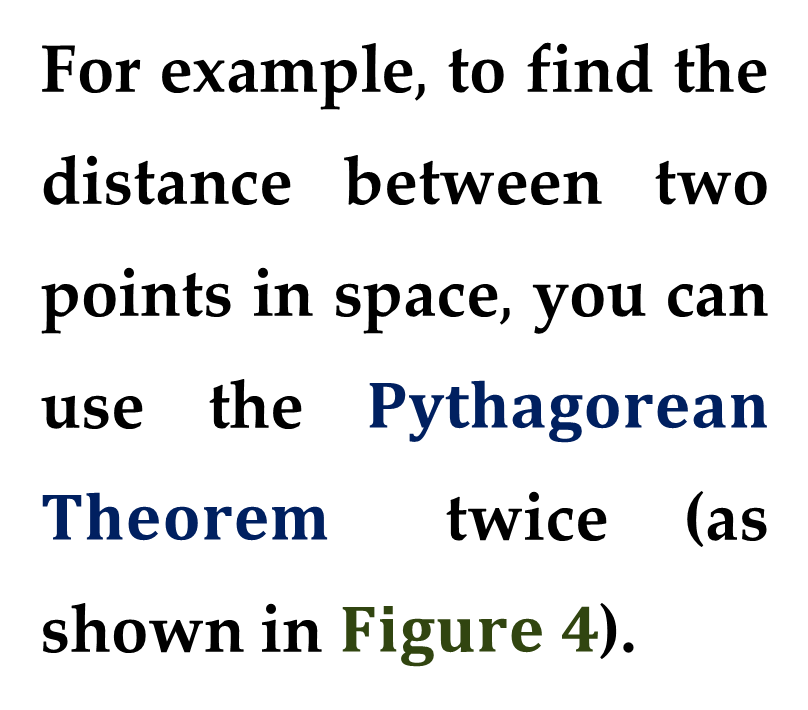 For example, to find the
distance between two
points in space, you can
use the Pythagorean
Theorem twice (as
shown in Figure 4).